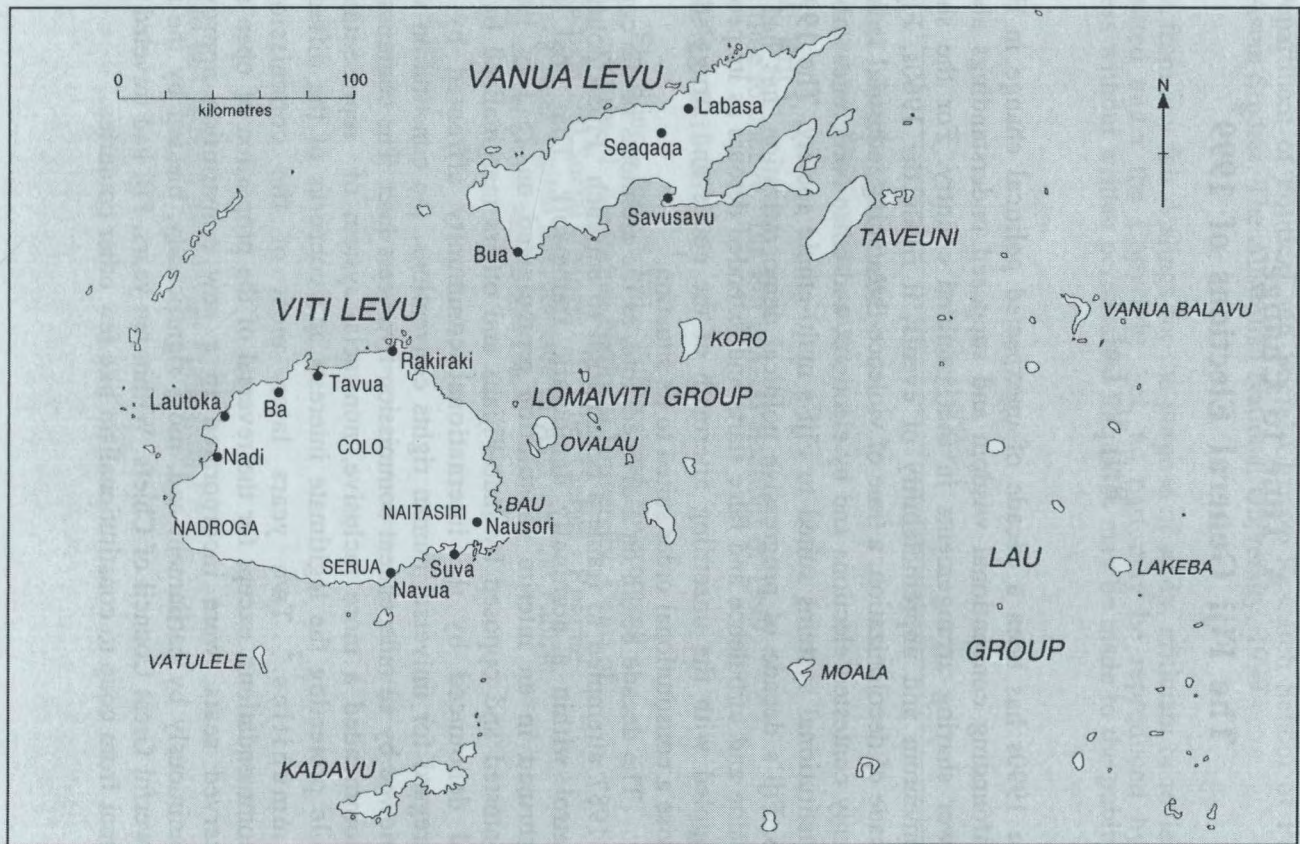 0 100
kilometres
VANUA LEVU
N
Labasa
Seaqaqa
Savusavu
TAVEUNI
Bua
VITI LEVU
VANUA BALAVU
KORO
Rakiraki
Tavua
LOMAIVITI GROUP
Lautoka
Ba
OVALAU
COLO
Nadi
NAITASIRI
BAU
Nausori
NADROGA
Suva
LAU
SERUA
LAKEBA
Navua
GROUP
VATULELE
MOALA
KADAVU